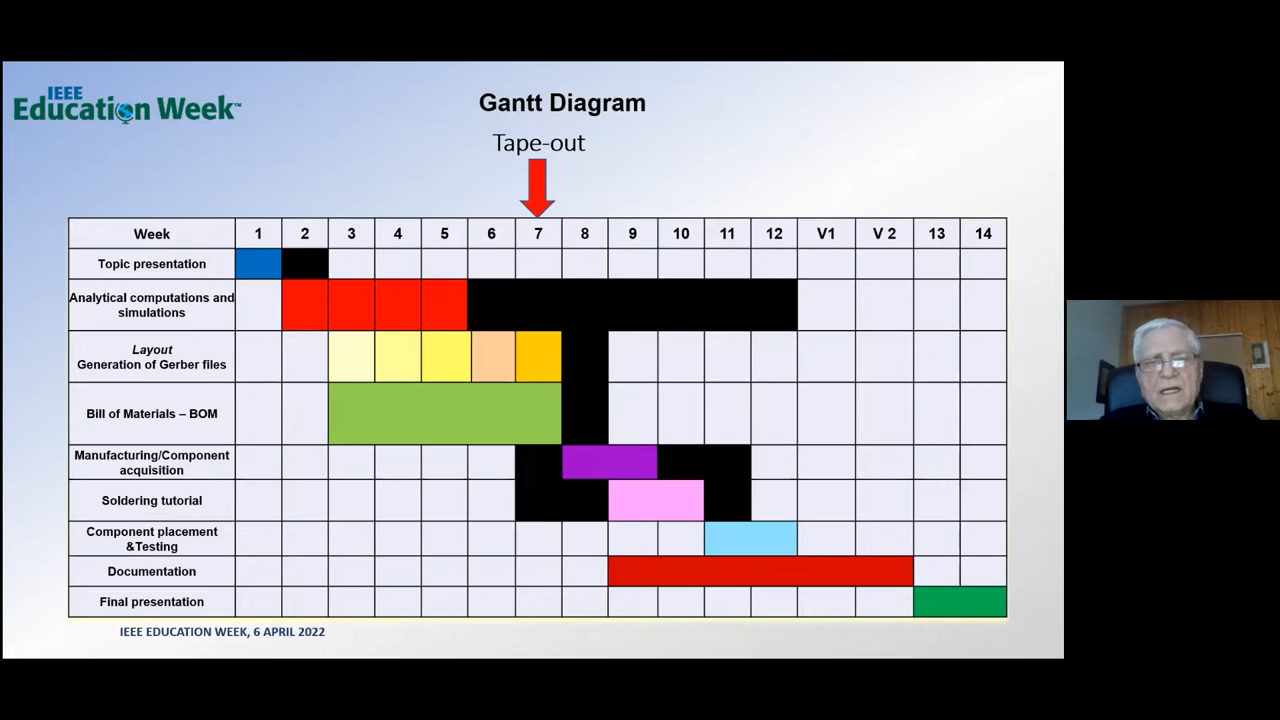 IEEE
Education Week™
Gantt Diagram
Tape-out
Week 1 2 3 4 5 6 7 8 9 10 11 12 V1 V 2 13 14
Topic presentation
Analytical computations and
simulations
Layout
Generation of Gerber files
Bill of Materials – BOM
Manufacturing/Component
acquisition
Soldering tutorial
Component placement
&Testing
Documentation
Final presentation
IEEE EDUCATION WEEK, 6 APRIL 2022